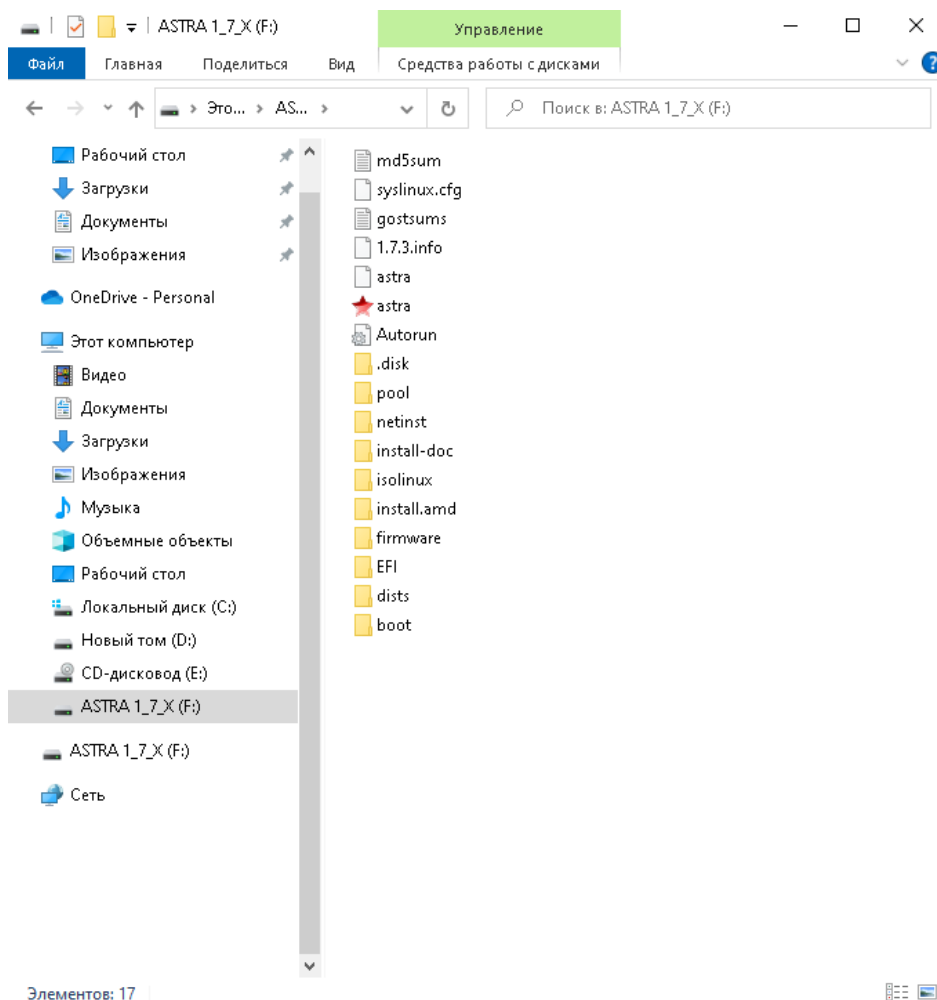 ASTRA 1_7_X (F:)
Управление
Файл
Главная
Поделиться
Вид
Средства работы с дисками
?
Это...
AS...
Поиск в: ASTRA 1_7_X (F:)
Рабочий стол
Загрузки
Документы
Изображения
OneDrive - Personal
Этот компьютер
Видео
Документы
Загрузки
Изображения
Музыка
Объемные объекты
Рабочий стол
Локальный диск (C:)
Новый том (D:)
CD-дисковод (E:)
ASTRA 1_7_X (F:)
ASTRA 1_7_X (F:)
Сеть
md5sum
syslinux.cfg
gostsums
1.7.3.info
astra
astra
Autorun
.disk
pool
netinst
install-doc
isolinux
install.amd
firmware
EFI
dists
boot
Элементов: 17